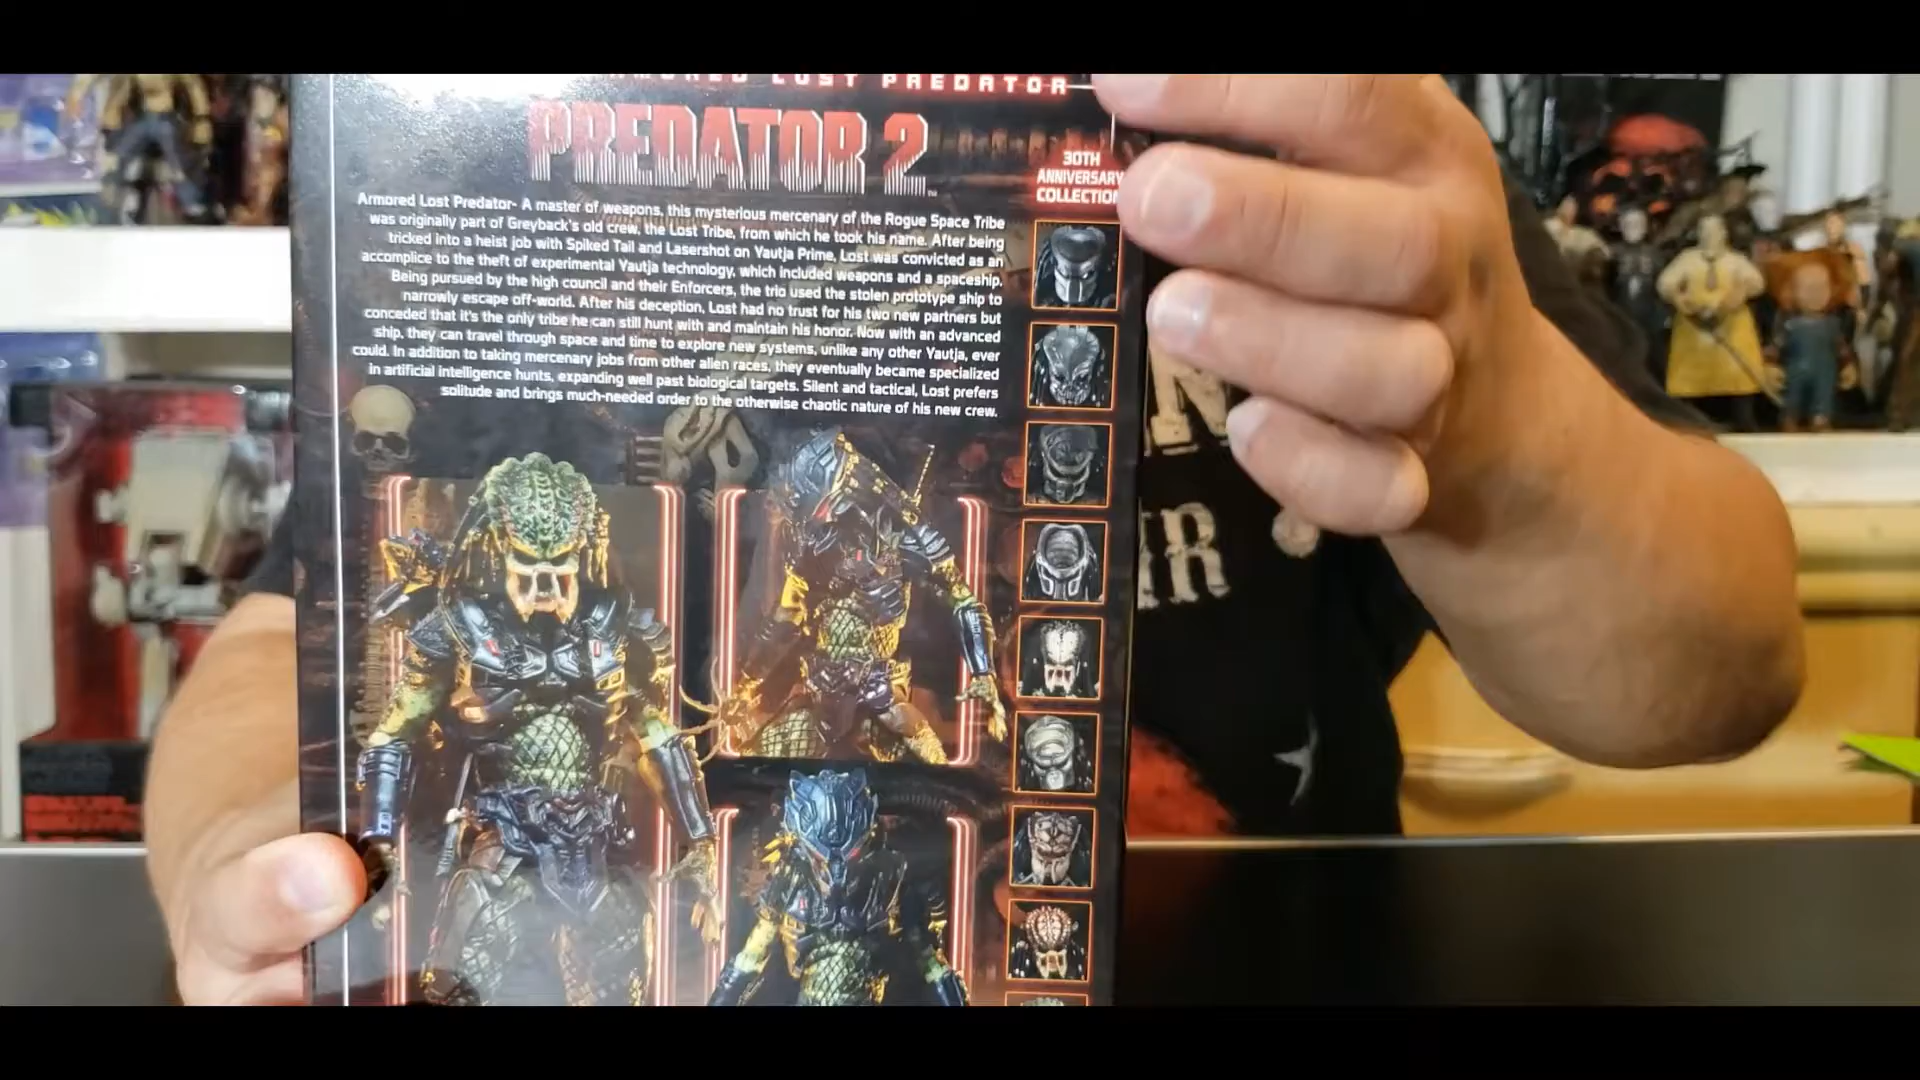 ARMORED LOST PREDATOR
PREDATOR 2
30TH
ANNIVERSARY
COLLECTION
Armored Lost Predator- A master of weapons, this mysterious mercenary of the Rogue Space Tribe
was originally part of Greyback's old crew, the Lost Tribe, from which he took his name. After being
tricked into a heist job with Spiked Tail and Lasershot on Yautja Prime, Lost was convicted as an
accomplice to the theft of experimental Yautja technology, which included weapons and a spaceship.
Being pursued by the high council and their Enforcers, the trio used the stolen prototype ship to
narrowly escape off-world. After his deception, Lost had no trust for his two new partners but
conceded that it's the only tribe he can still hunt with and maintain his honor. Now with an advanced
ship, they can travel through space and time to explore new systems, unlike any other Yautja, ever
could. In addition to taking mercenary jobs from other alien races, they eventually became specialized
in artificial intelligence hunts, expanding well past biological targets. Silent and tactical, Lost prefers
solitude and brings much-needed order to the otherwise chaotic nature of his new crew.